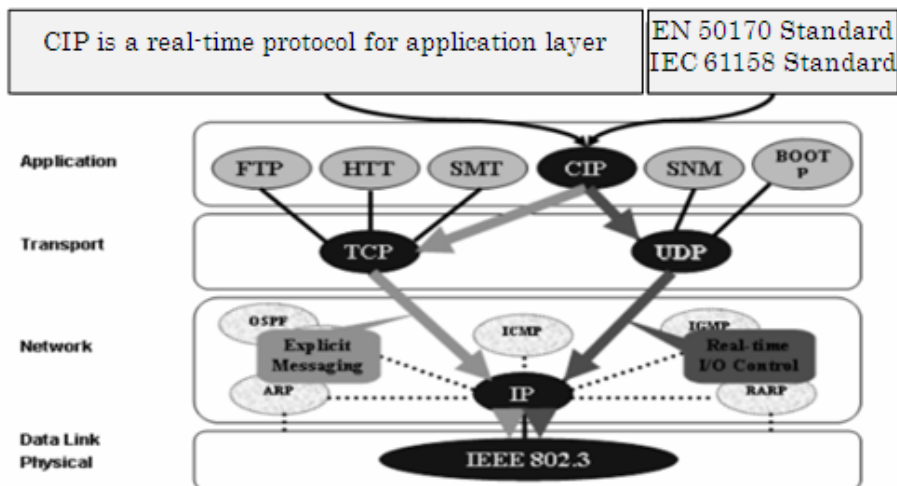 CIP is a real-time protocol for application layer
EN 50170 Standard
IEC 61158 Standard
Application
FTP
HTT
SMT
CIP
SNM
BOOT
P
Transport
TCP
UDP
Network
OSPF
ICMP
IGMP
Explicit
Messaging
Real-time
I/O Control
ARP
IP
RARP
Data Link
Physical
IEEE 802.3